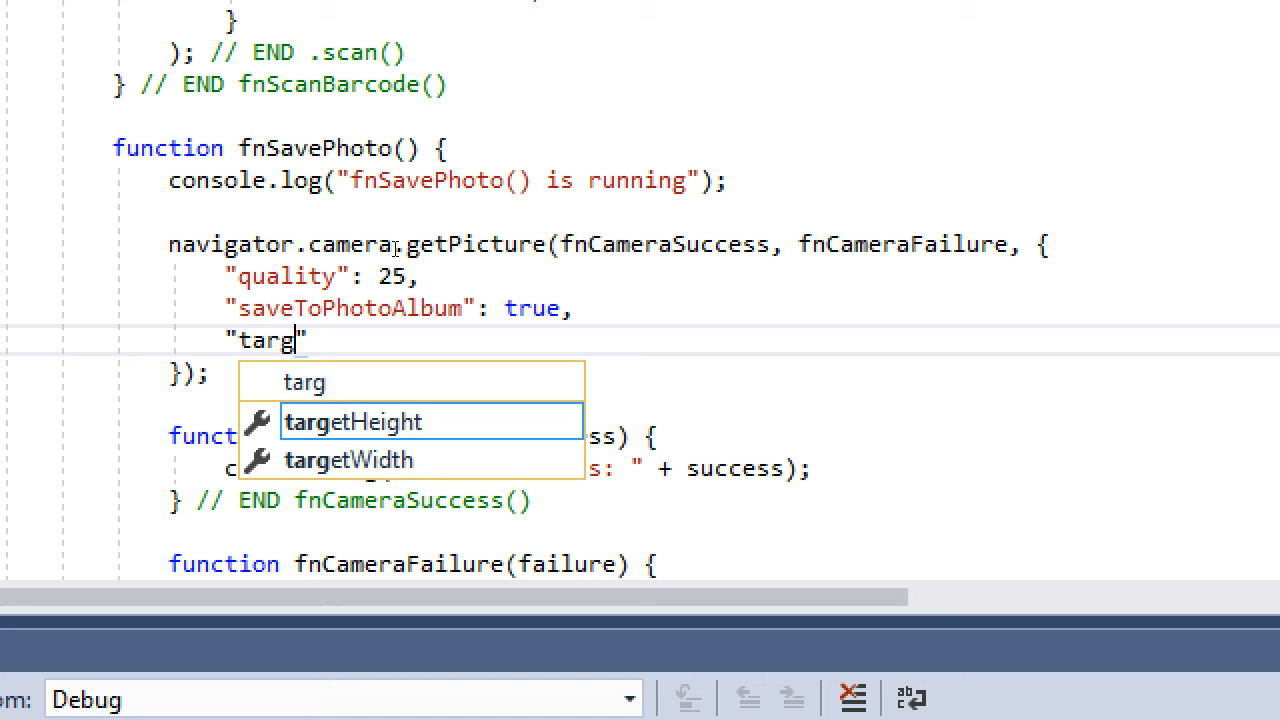 }
); // END .scan()
} // END fnScanBarcode()
function fnSavePhoto() {
console.log("fnSavePhoto() is running");
navigator.camera.getPicture(fnCameraSuccess, fnCameraFailure, {
"quality": 25,
"saveToPhotoAlbum": true,
"targ"
});
targ
targetHeight
targetWidth
funct ss) {
c s: " + success);
} // END fnCameraSuccess()
function fnCameraFailure(failure) {
om: Debug